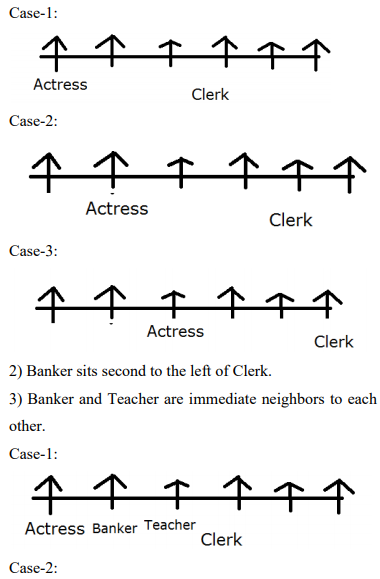 Case-1:
Actress
Clerk
Case-2:
Actress
Clerk
Case-3:
Actress
Clerk
2) Banker sits second to the left of Clerk.
3) Banker and Teacher are immediate neighbors to each
other.
Case-1:
Actress Banker Teacher
Clerk
Case-2: